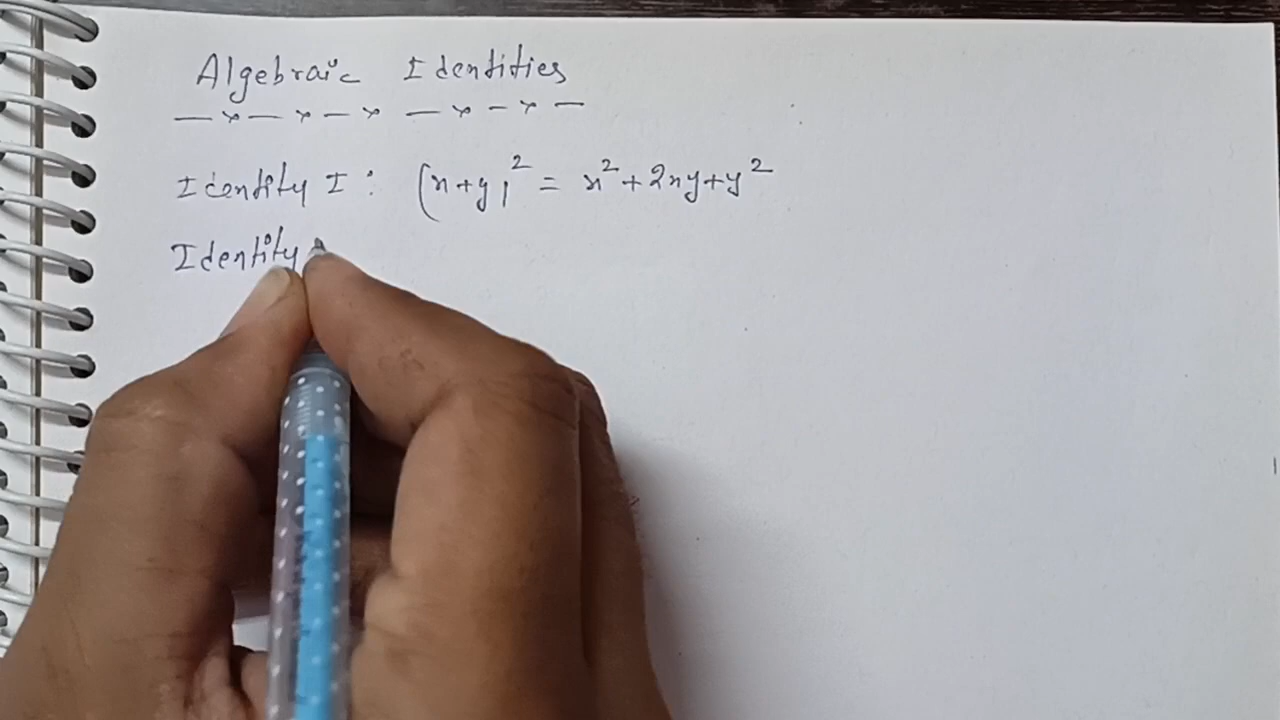 Algebraic Identities
Identity I : (x+y)² = x²+2xy+y²
Identity